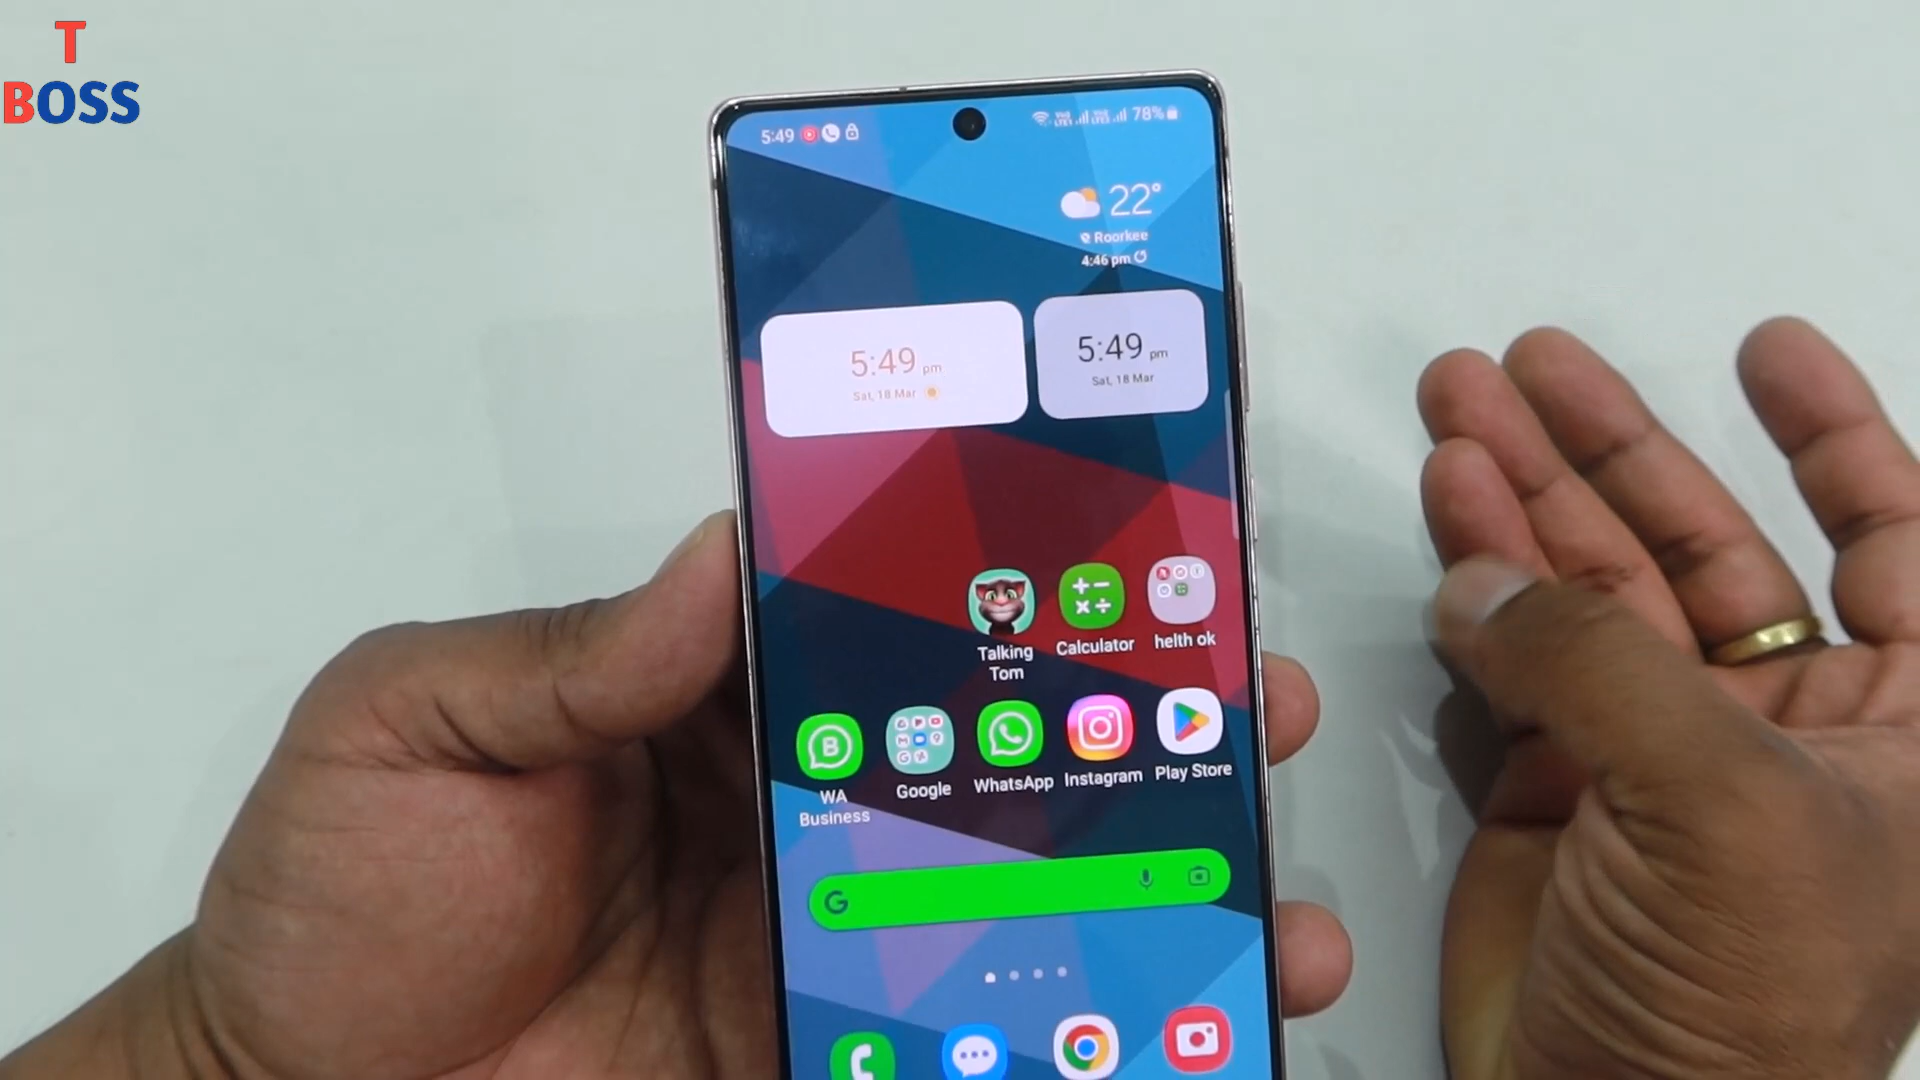 T
BOSS
5:49
78%
22°
Roorkee
4:46 pm
5:49 pm
Sat, 18 Mar
5:49 pm
Sat, 18 Mar
Talking
Tom
Calculator
helth ok
WA
Business
Google
WhatsApp
Instagram
Play Store